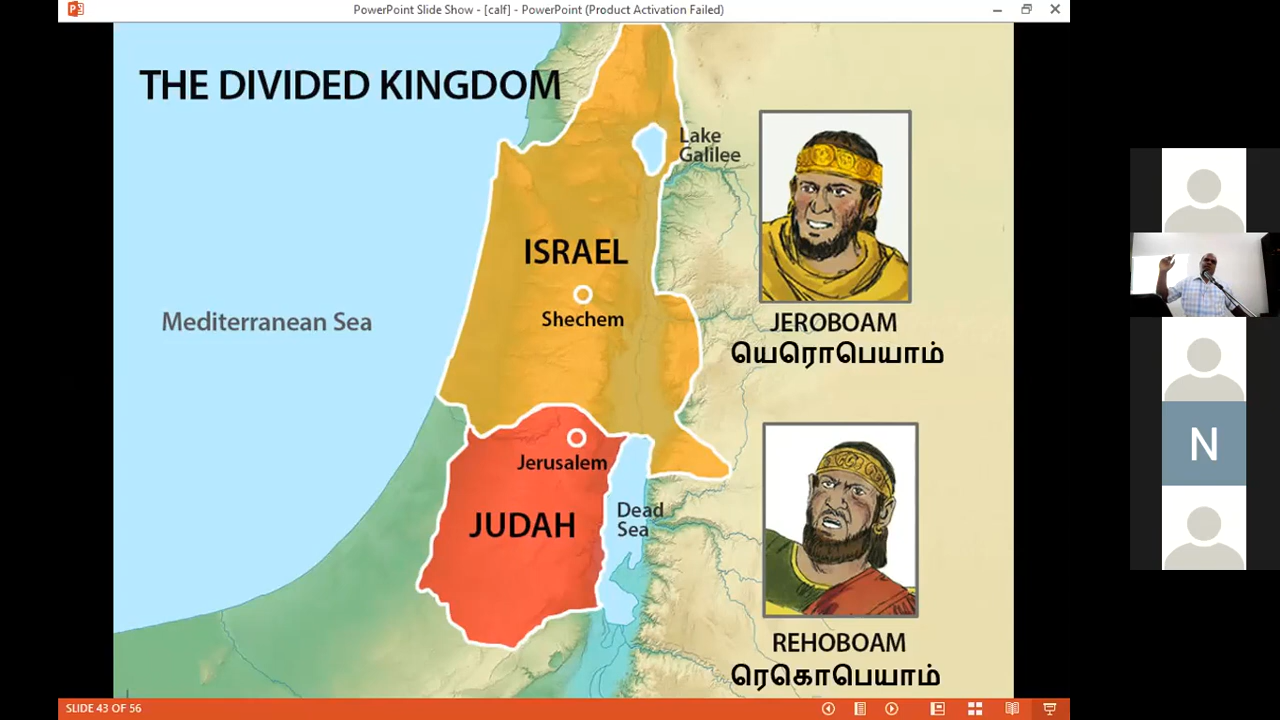 PowerPoint Slide Show - [calf] - PowerPoint (Product Activation Failed)
THE DIVIDED KINGDOM
Lake
Galilee
ISRAEL
Shechem
Mediterranean Sea
JEROBOAM
யெரொபெயாம்
Jerusalem
JUDAH
Dead
Sea
REHOBOAM
ரெகொபெயாம்
N
SLIDE 43 OF 56